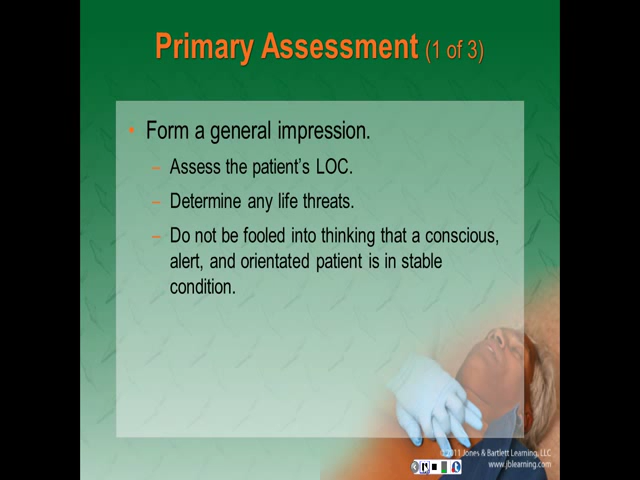 Primary Assessment (1 of 3)
• Form a general impression.
– Assess the patient's LOC.
– Determine any life threats.
– Do not be fooled into thinking that a conscious,
alert, and orientated patient is in stable
condition.
©2011 Jones & Bartlett Learning, LLC
www.jblearning.com